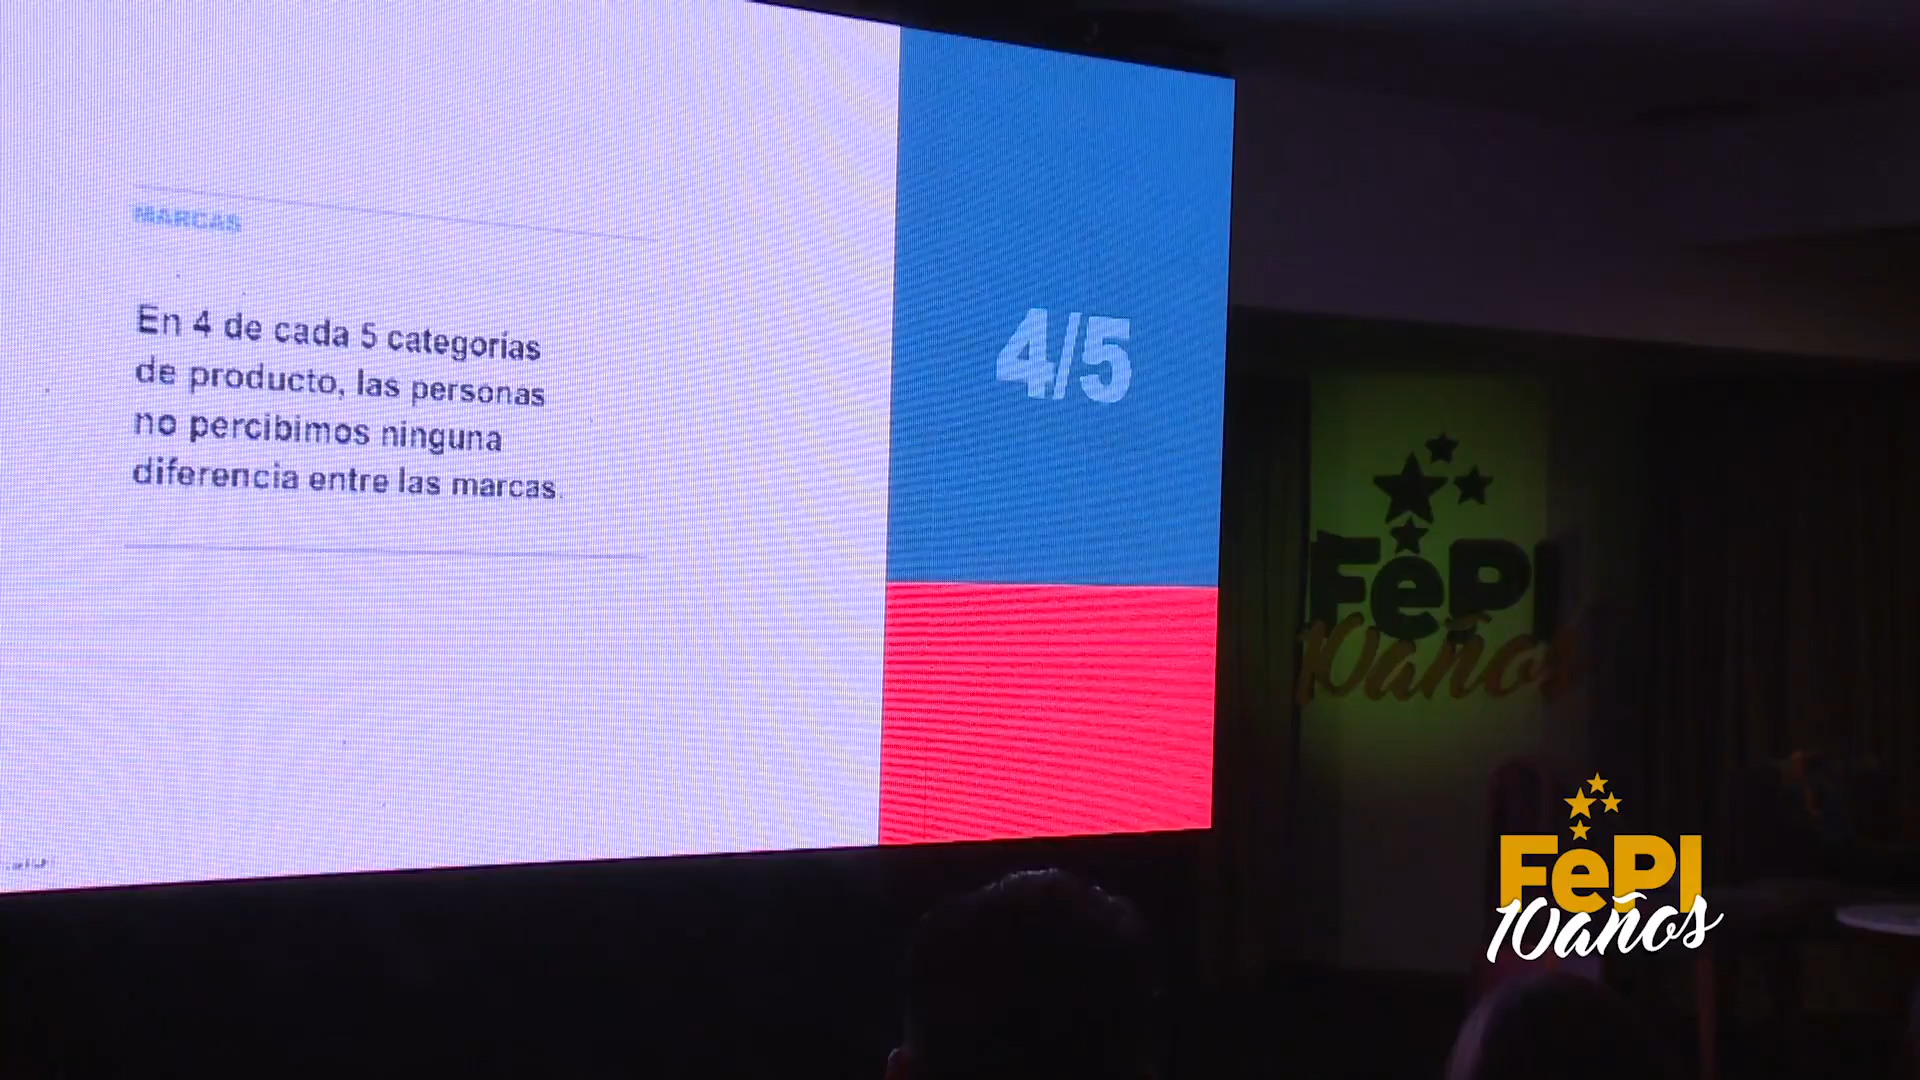 MARCAS
En 4 de cada 5 categorías
de producto, las personas
no percibimos ninguna
diferencia entre las marcas.
4/5
FePI
10años
FePI
10años